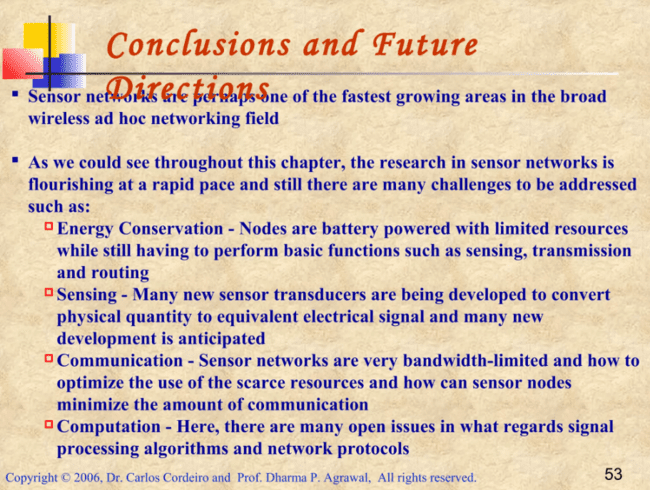 Conclusions and Future
Directions
Sensor networks are perhaps one of the fastest growing areas in the broad
wireless ad hoc networking field
As we could see throughout this chapter, the research in sensor networks is
flourishing at a rapid pace and still there are many challenges to be addressed
such as:
Energy Conservation - Nodes are battery powered with limited resources
while still having to perform basic functions such as sensing, transmission
and routing
Sensing - Many new sensor transducers are being developed to convert
physical quantity to equivalent electrical signal and many new
development is anticipated
Communication - Sensor networks are very bandwidth-limited and how to
optimize the use of the scarce resources and how can sensor nodes
minimize the amount of communication
Computation - Here, there are many open issues in what regards signal
processing algorithms and network protocols
Copyright © 2006, Dr. Carlos Cordeiro and Prof. Dharma P. Agrawal, All rights reserved.
53